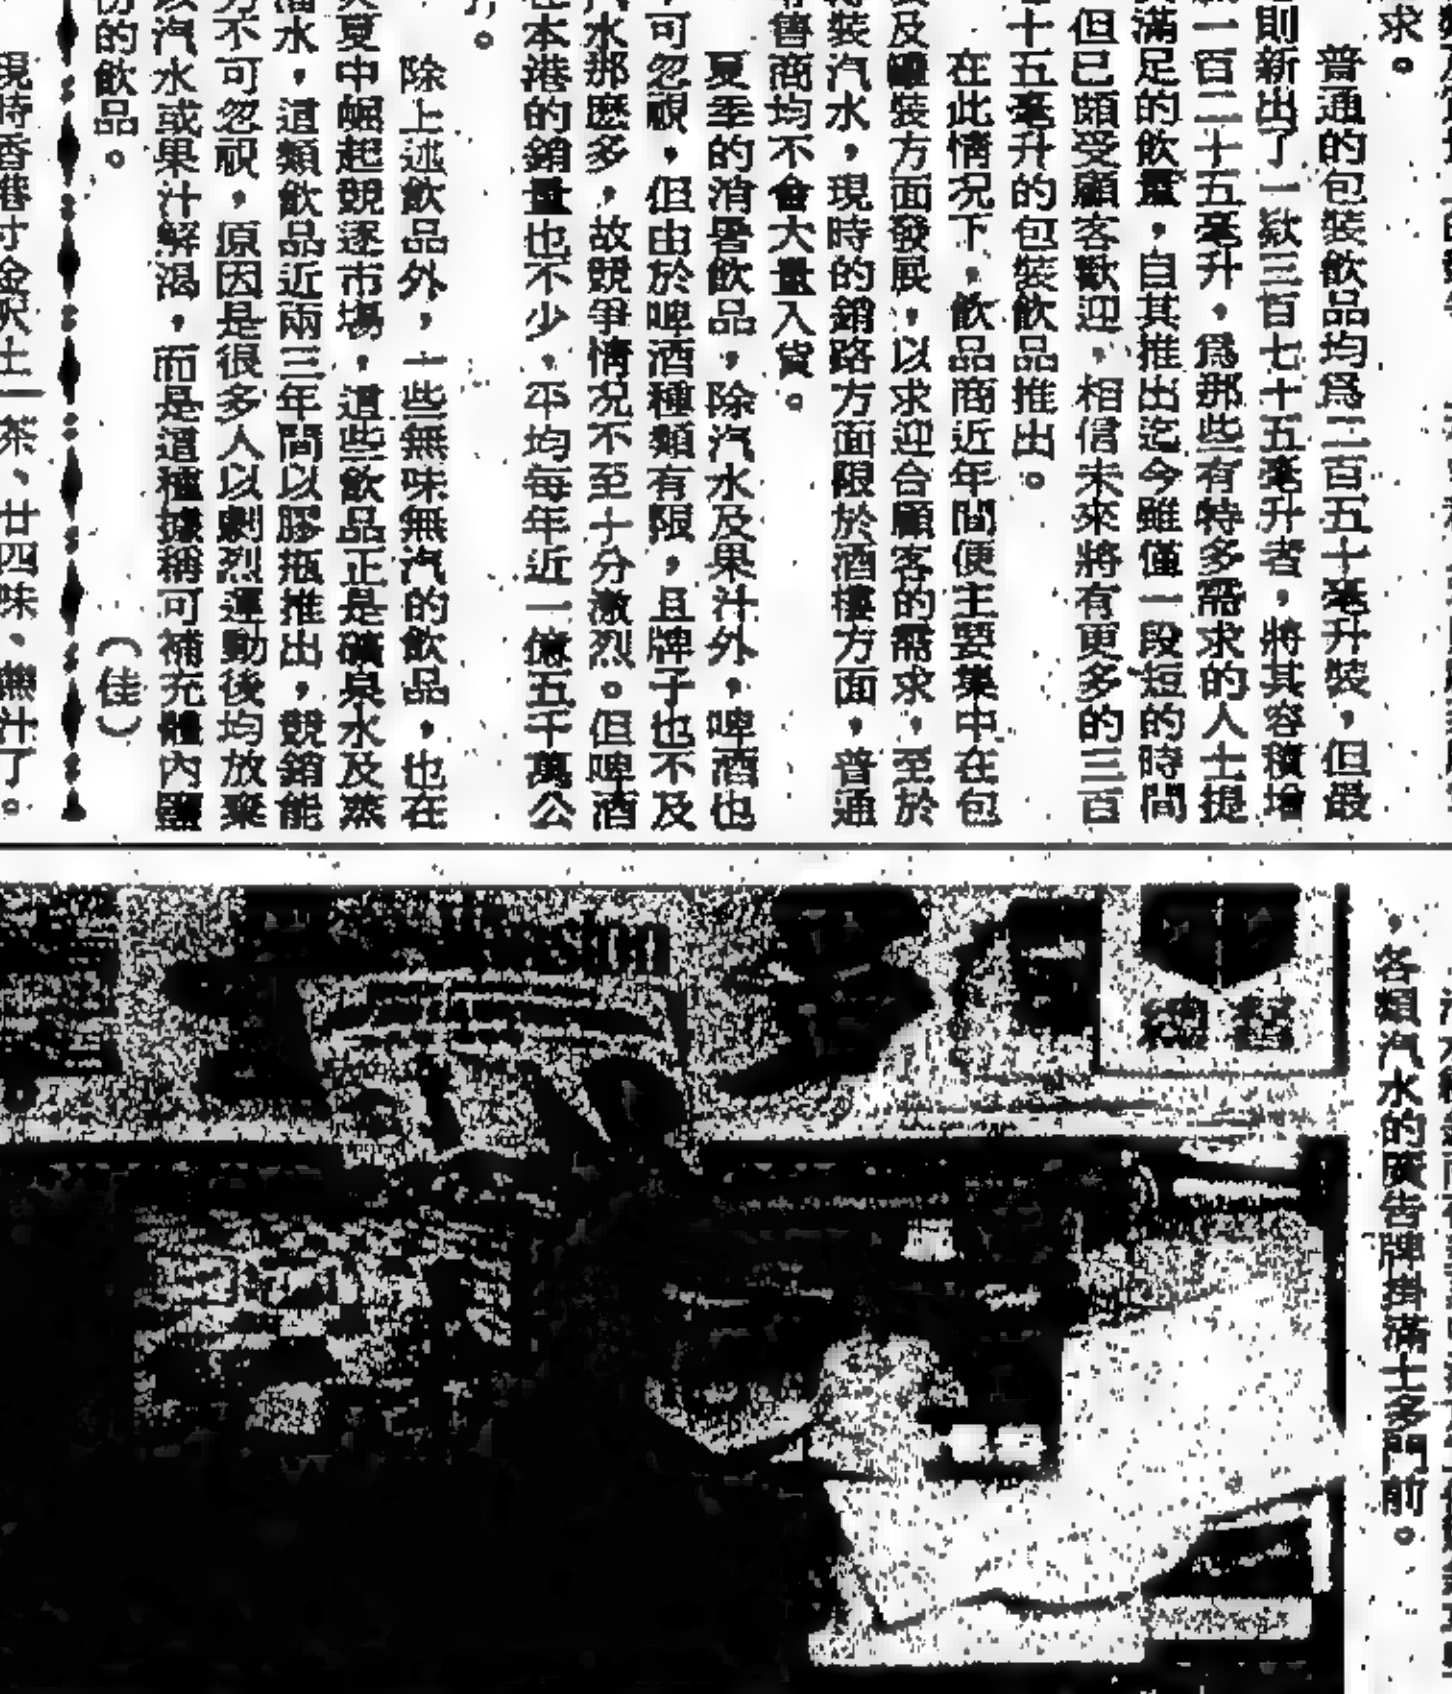 求。
普通的包裝飲品均爲二百五十毫升裝，但最
則新出了一款三百七十五毫升者，將其容積增
一百二十五毫升，爲那些有特多需求的人士提
滿足的飲量，自其推出迄今雖僅一段短的時間
但已頗受顧客歡迎，相信未來將有更多的三百
十五毫升的包裝飲品推出。
在此情況下，飲品商近年間便主要集中在包
及罐裝方面發展，以求迎合顧客的需求，至於
裝汽水，現時的銷路方面限於酒樓方面，普通
售商均不會大量入貨。
夏季的消暑飲品，除汽水及果汁外，啤酒也
可忽視，但由於啤酒種類有限，且牌子也不及
汽水那麽多，故競爭情况不至十分激烈。但啤酒
在本港的銷量也不少，平均每年近一億五千萬公
升。
除上述飲品外，一些無味無汽的飲品，也在
夏中崛起競逐市場，這些飲品正是礦泉水及蒸
溜水，這類飲品近兩三年間以膠瓶推出，競銷能
力不可忽視，原因是很多人以劇烈運動後均放棄
以汽水或果汁解渴，而是這種據稱可補充體內鹽
份的飲品。
（佳）
現時香港寸金呎土一茶、廿四味、無汁了。
，各類汽水的廣告牌掛滿士多門前。